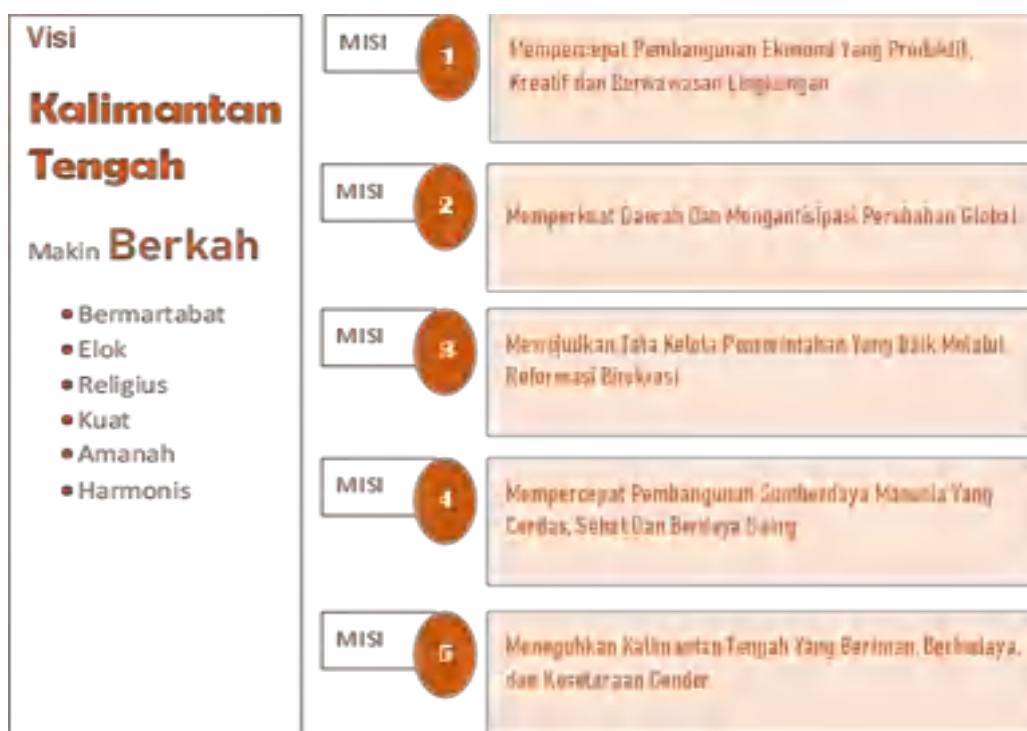 Visi
Kalimantan
Tengah
Makin Berkah
• Bermartabat
• Elok
• Religius
• Kuat
• Amanah
• Harmonis
MISI 1
Mempercepat Pembangunan Ekonomi Yang Produktif,
Kreatif dan Berwawasan Lingkungan
MISI 2
Memperkuat Daerah Dan Mengantisipasi Perubahan Global
MISI 3
Mewujudkan Tata Kelola Pemerintahan Yang Baik Melalui
Reformasi Birokrasi
MISI 4
Mempercepat Pembangunan Sumberdaya Manusia Yang
Cerdas, Sehat Dan Berdaya Saing
MISI 5
Meneguhkan Kalimantan Tengah Yang Beriman, Berbudaya,
dan Kesetaraan Gender